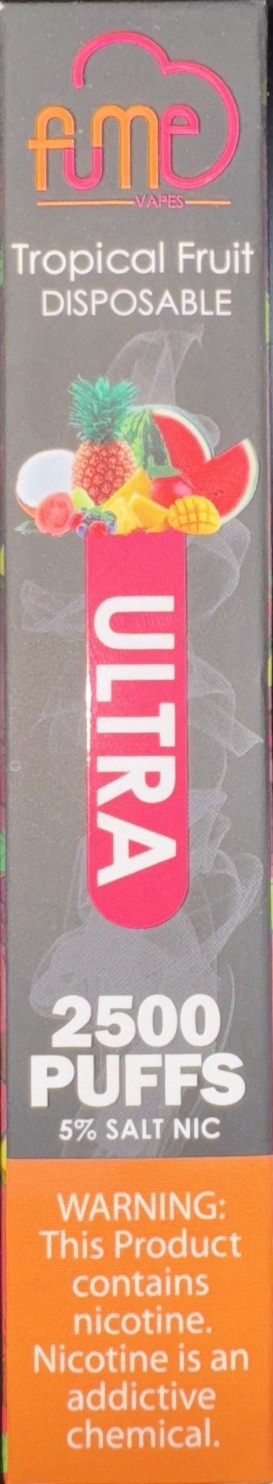 fume
VAPES
Tropical Fruit
DISPOSABLE
ULTRA
2500
PUFFS
5% SALT NIC
WARNING:
This Product
contains
nicotine.
Nicotine is an
addictive
chemical.